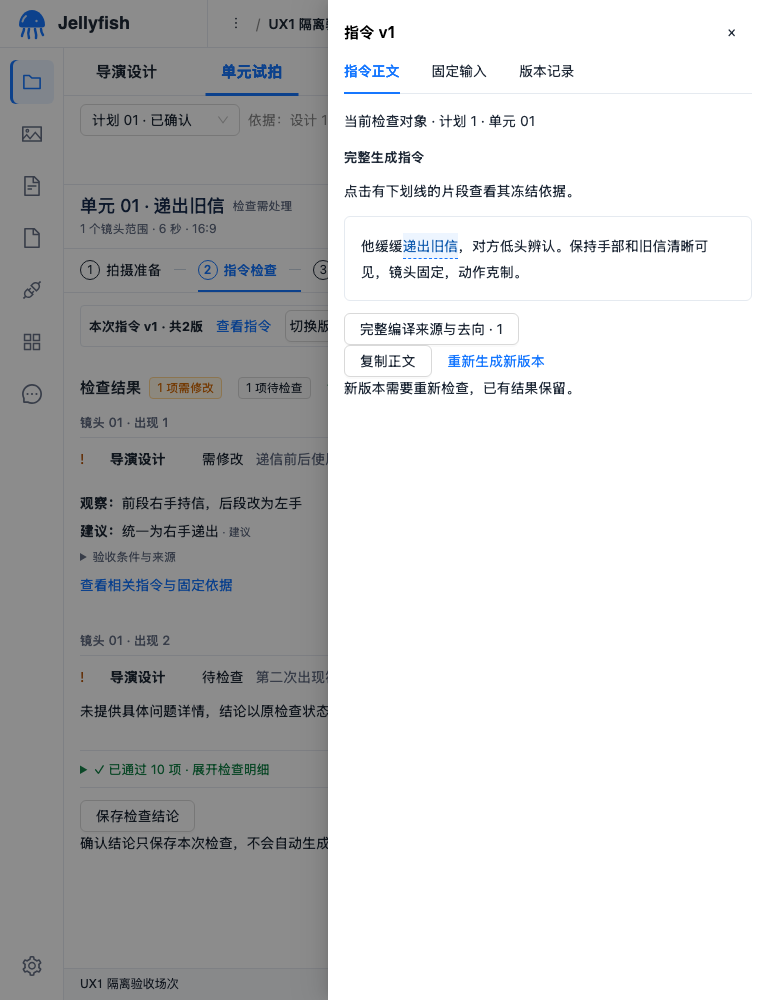 Jellyfish
⋮ / UX1 隔离
导演设计 单元试拍
计划 01 · 已确认 依据：设计 1
单元 01 · 递出旧信 检查需处理
1 个镜头范围 · 6 秒 · 16:9
1 拍摄准备 — 2 指令检查 — 3
本次指令 v1 · 共2版 查看指令 切换版
检查结果 1 项需修改 1 项待检查
镜头 01 · 出现 1
! 导演设计 需修改 递信前后使
观察：前段右手持信，后段改为左手
建议：统一为右手递出 · 建议
▶ 验收条件与来源
查看相关指令与固定依据
镜头 01 · 出现 2
! 导演设计 待检查 第二次出现
未提供具体问题详情，结论以原检查状态
▶ ✓ 已通过 10 项 · 展开检查明细
保存检查结论
确认结论只保存本次检查，不会自动生成
UX1 隔离验收场次
指令 v1 ×
指令正文 固定输入 版本记录
当前检查对象 · 计划 1 · 单元 01
完整生成指令
点击有下划线的片段查看其冻结依据。
他缓缓递出旧信，对方低头辨认。保持手部和旧信清晰可
见，镜头固定，动作克制。
完整编译来源与去向 · 1
复制正文 重新生成新版本
新版本需要重新检查，已有结果保留。